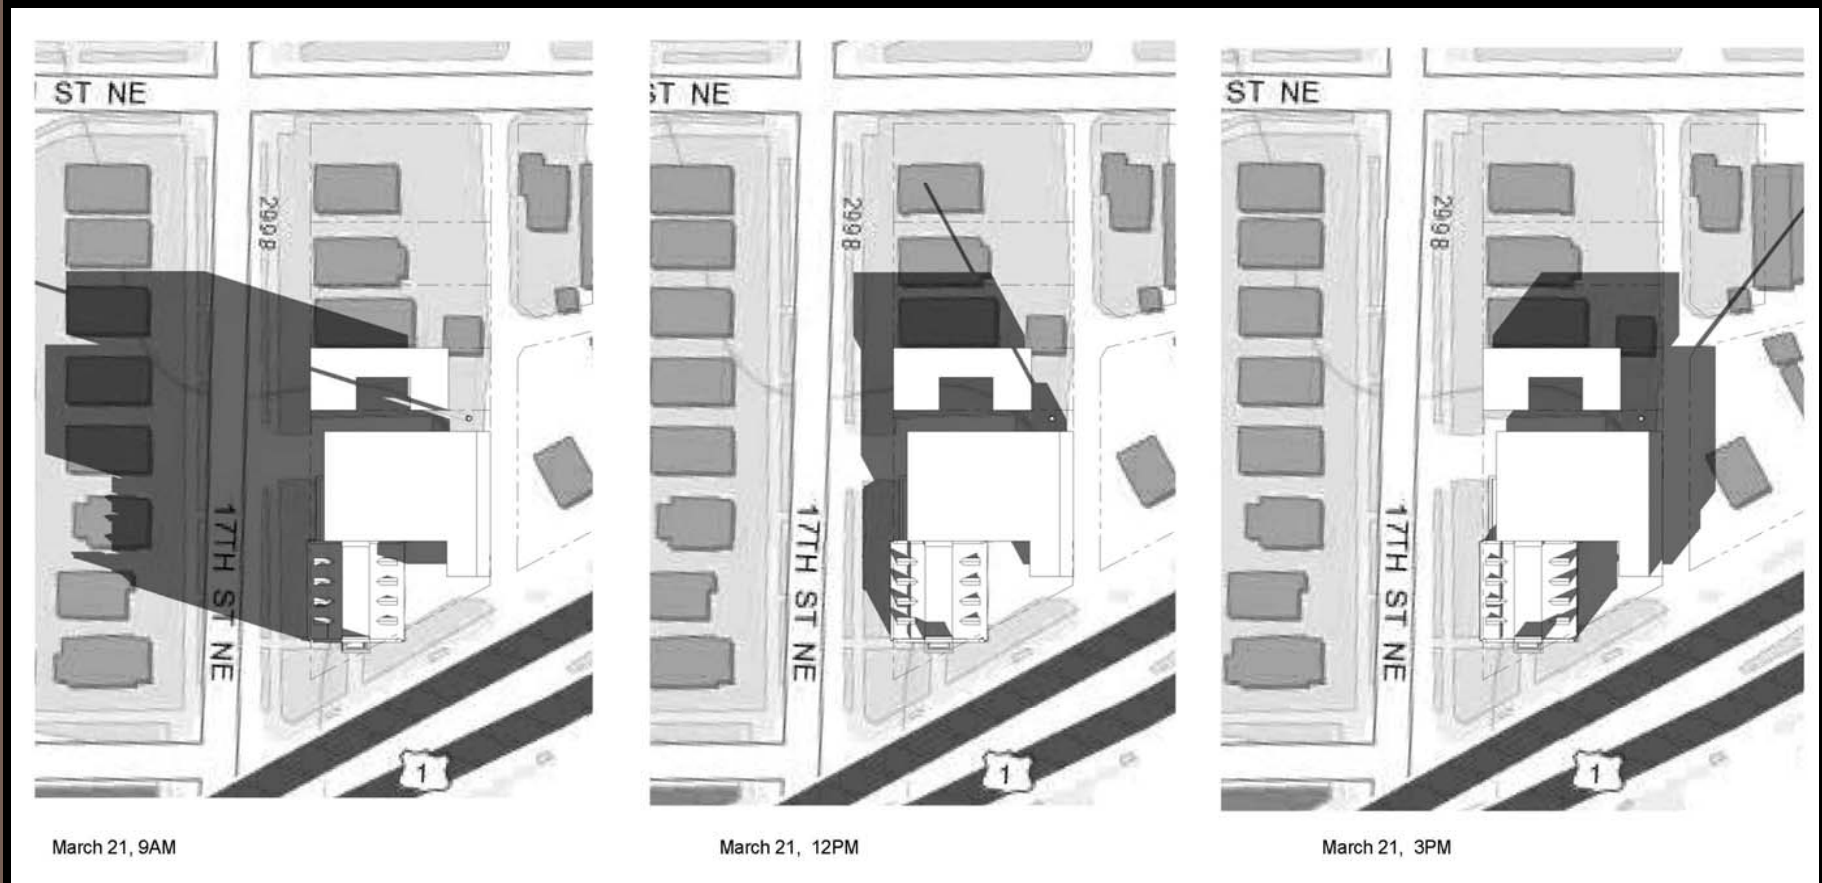 ST NE
2998
17TH ST NE
1
March 21, 9AM
ST NE
2998
17TH ST NE
1
March 21, 12PM
ST NE
2998
17TH ST NE
1
March 21, 3PM